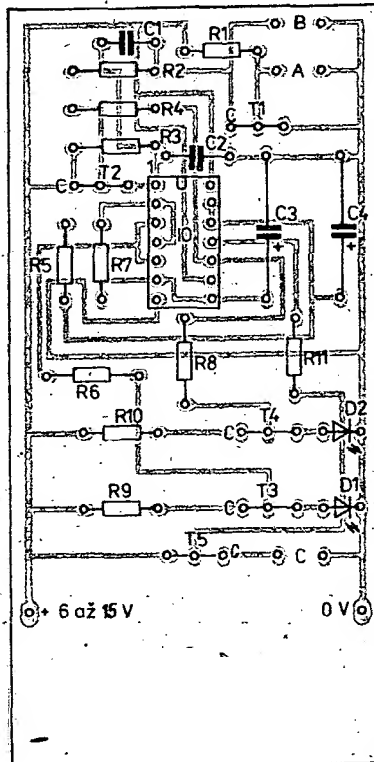 C1
R1
B
R2
A
R4
C
T1
R3
C2
C
T2
1
U
O
C3
C4
+
+
R5
R7
R8
R11
R6
D2
R10
C
T4
D1
R9
C
T3
T5
C
C
+ 6 až 15 V
0 V